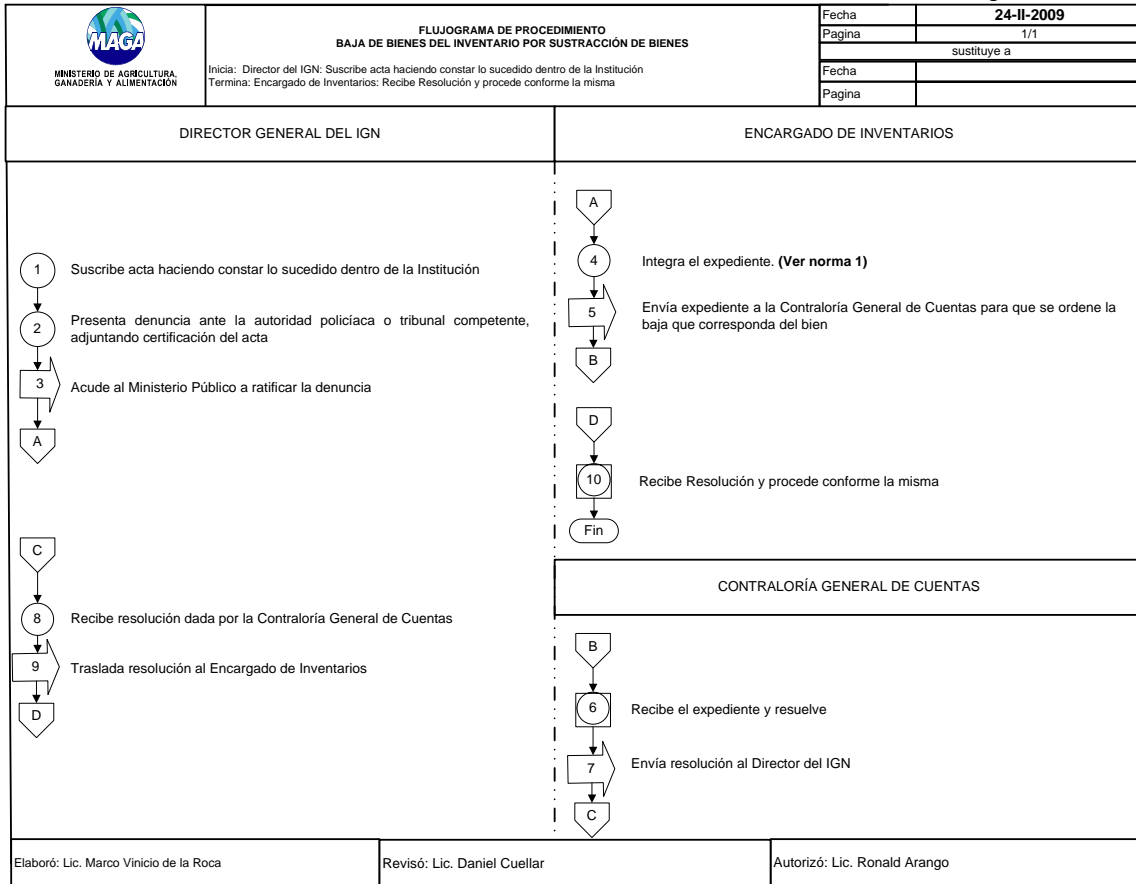 MAGA
MINISTERIO DE AGRICULTURA,
GANADERÍA Y ALIMENTACIÓN
FLUJOGRAMA DE PROCEDIMIENTO
BAJA DE BIENES DEL INVENTARIO POR SUSTRACCIÓN DE BIENES
Inicia: Director del IGN: Suscribe acta haciendo constar lo sucedido dentro de la Institución
Termina: Encargado de Inventarios: Recibe Resolución y procede conforme la misma
Fecha 24-II-2009
Pagina 1/1
sustituye a
Fecha
Pagina
DIRECTOR GENERAL DEL IGN
1 Suscribe acta haciendo constar lo sucedido dentro de la Institución
2 Presenta denuncia ante la autoridad policíaca o tribunal competente,
adjuntando certificación del acta
3 Acude al Ministerio Público a ratificar la denuncia
A
C
8 Recibe resolución dada por la Contraloría General de Cuentas
9 Traslada resolución al Encargado de Inventarios
D
ENCARGADO DE INVENTARIOS
A
4 Integra el expediente. (Ver norma 1)
5 Envía expediente a la Contraloría General de Cuentas para que se ordene la
baja que corresponda del bien
B
D
10 Recibe Resolución y procede conforme la misma
Fin
CONTRALORÍA GENERAL DE CUENTAS
B
6 Recibe el expediente y resuelve
7 Envía resolución al Director del IGN
C
Elaboró: Lic. Marco Vinicio de la Roca
Revisó: Lic. Daniel Cuellar
Autorizó: Lic. Ronald Arango